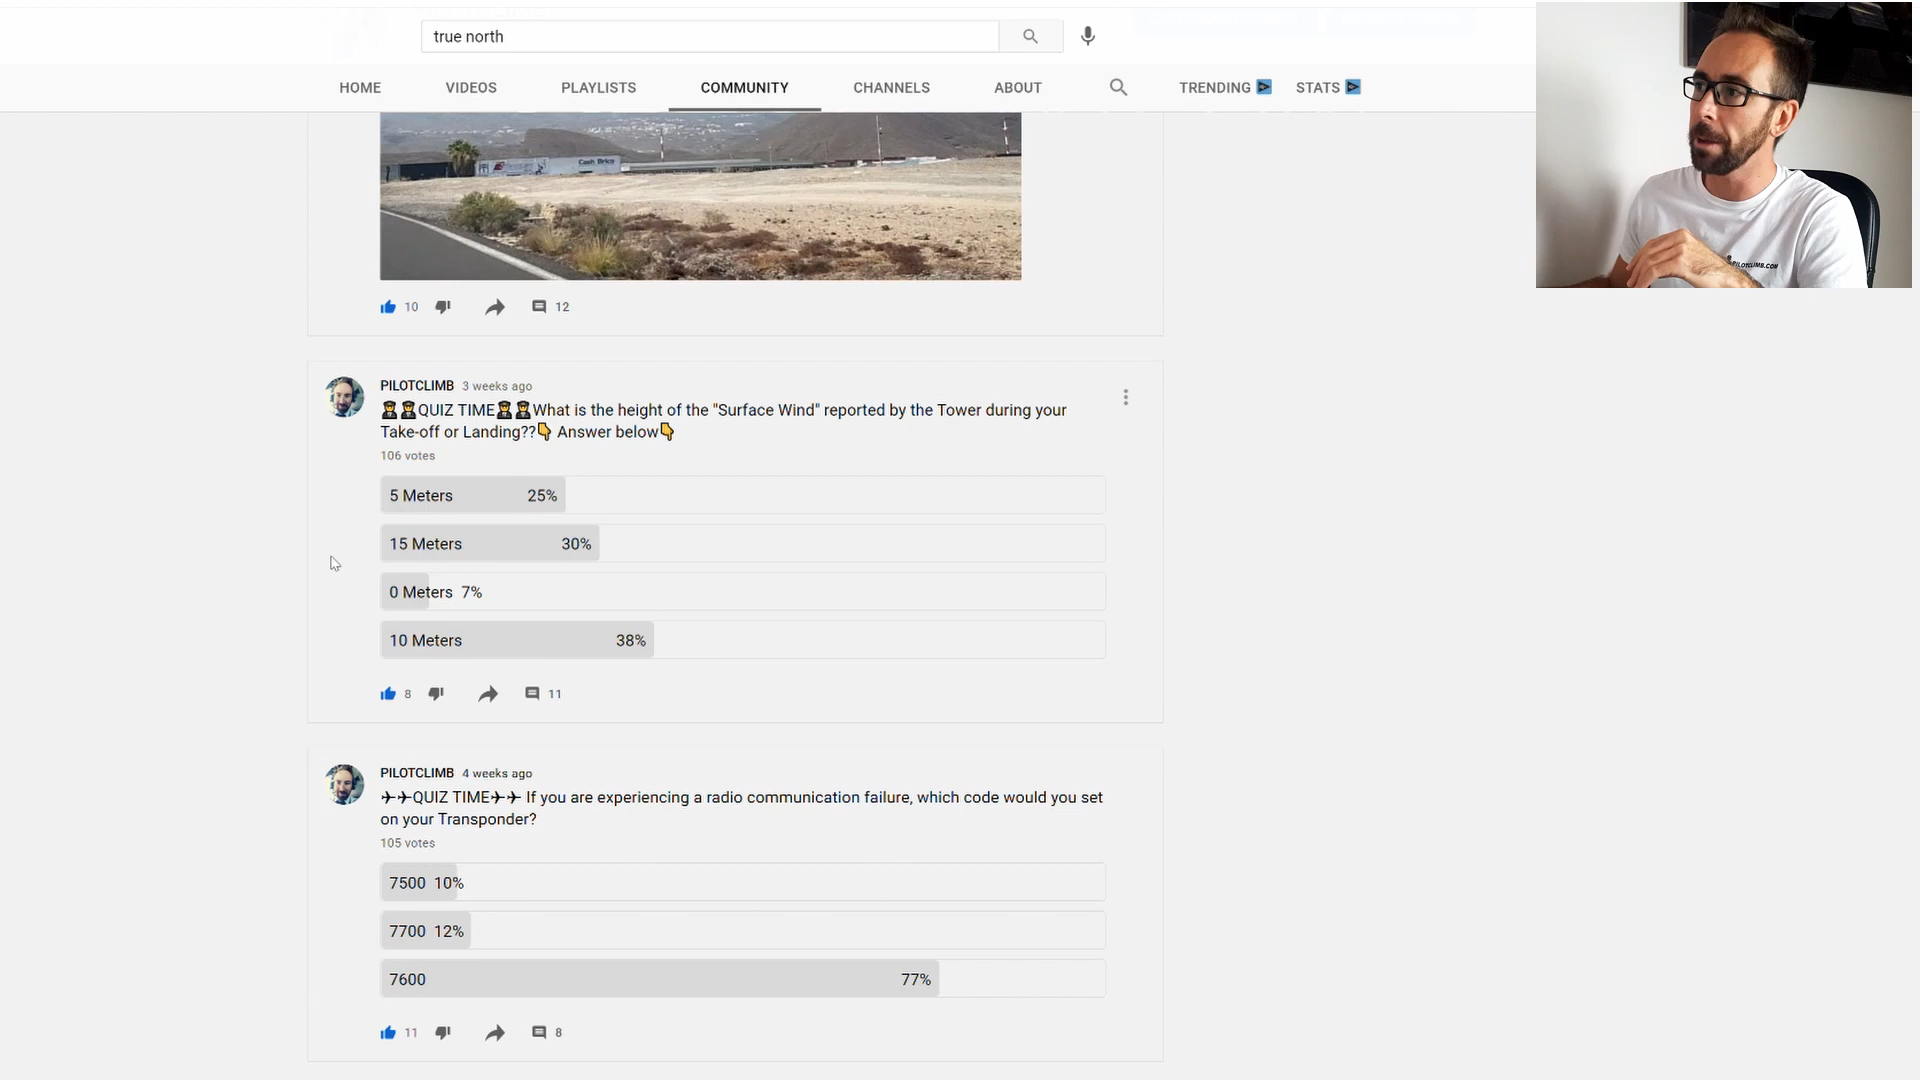 true north
HOME VIDEOS PLAYLISTS COMMUNITY CHANNELS ABOUT TRENDING STATS
Cash Brico
10 12
PILOTCLIMB 3 weeks ago
👨‍✈️👨‍✈️QUIZ TIME👨‍✈️👨‍✈️What is the height of the "Surface Wind" reported by the Tower during your
Take-off or Landing??👇 Answer below👇
106 votes
5 Meters 25%
15 Meters 30%
0 Meters 7%
10 Meters 38%
8 11
PILOTCLIMB 4 weeks ago
✈✈QUIZ TIME✈✈ If you are experiencing a radio communication failure, which code would you set
on your Transponder?
105 votes
7500 10%
7700 12%
7600 77%
11 8
PILOTCLIMB.COM